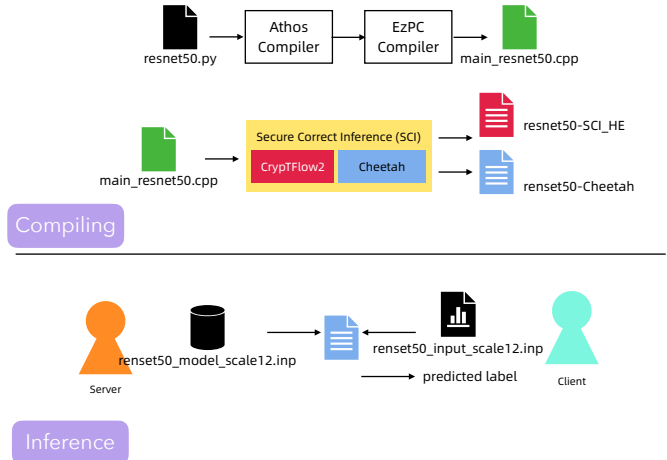 Athos
Compiler
EzPC
Compiler
resnet50.py
main_resnet50.cpp
Secure Correct Inference (SCI)
CrypTFlow2
Cheetah
resnet50-SCI_HE
main_resnet50.cpp
renset50-Cheetah
Compiling
renset50_model_scale12.inp
renset50_input_scale12.inp
predicted label
Server
Client
Inference